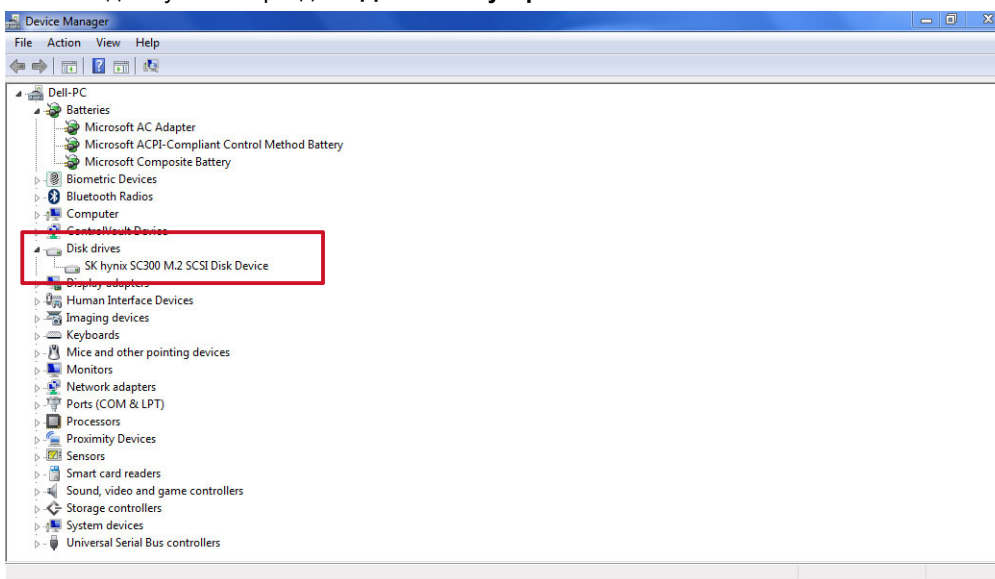 Device Manager
File Action View Help
Dell-PC
Batteries
Microsoft AC Adapter
Microsoft ACPI-Compliant Control Method Battery
Microsoft Composite Battery
Biometric Devices
Bluetooth Radios
Computer
ControlVault Device
Disk drives
SK hynix SC300 M.2 SCSI Disk Device
Display adapters
Human Interface Devices
Imaging devices
Keyboards
Mice and other pointing devices
Monitors
Network adapters
Ports (COM & LPT)
Processors
Proximity Devices
Sensors
Smart card readers
Sound, video and game controllers
Storage controllers
System devices
Universal Serial Bus controllers